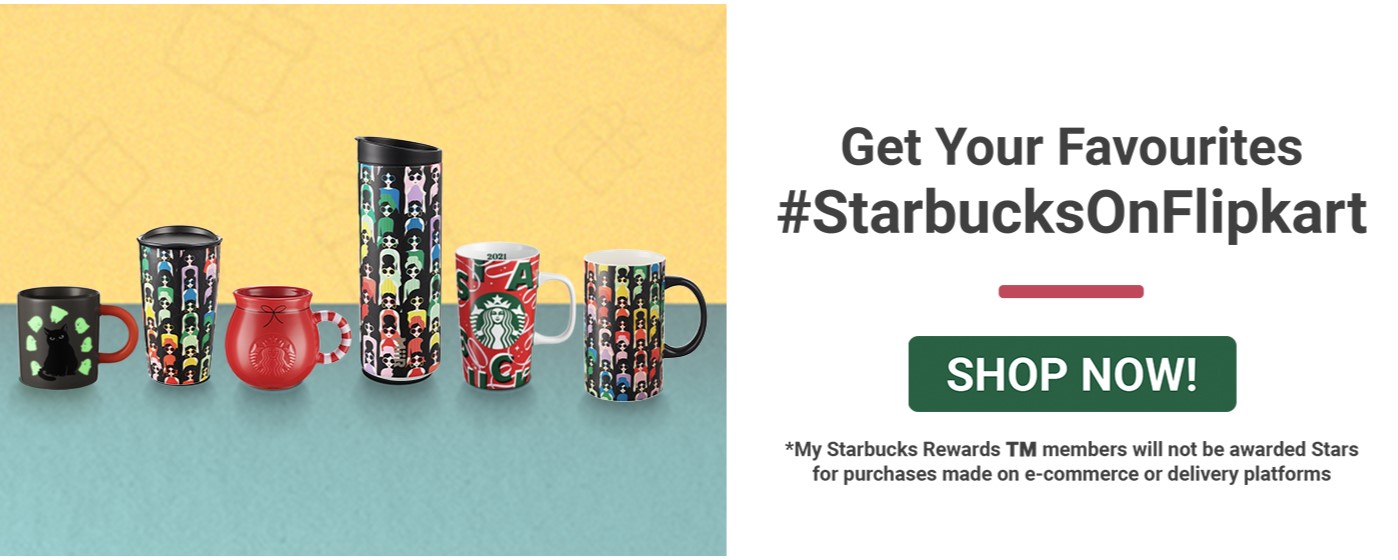 Get Your Favourites
#StarbucksOnFlipkart
SHOP NOW!
*My Starbucks Rewards TM members will not be awarded Stars
for purchases made on e-commerce or delivery platforms
2021